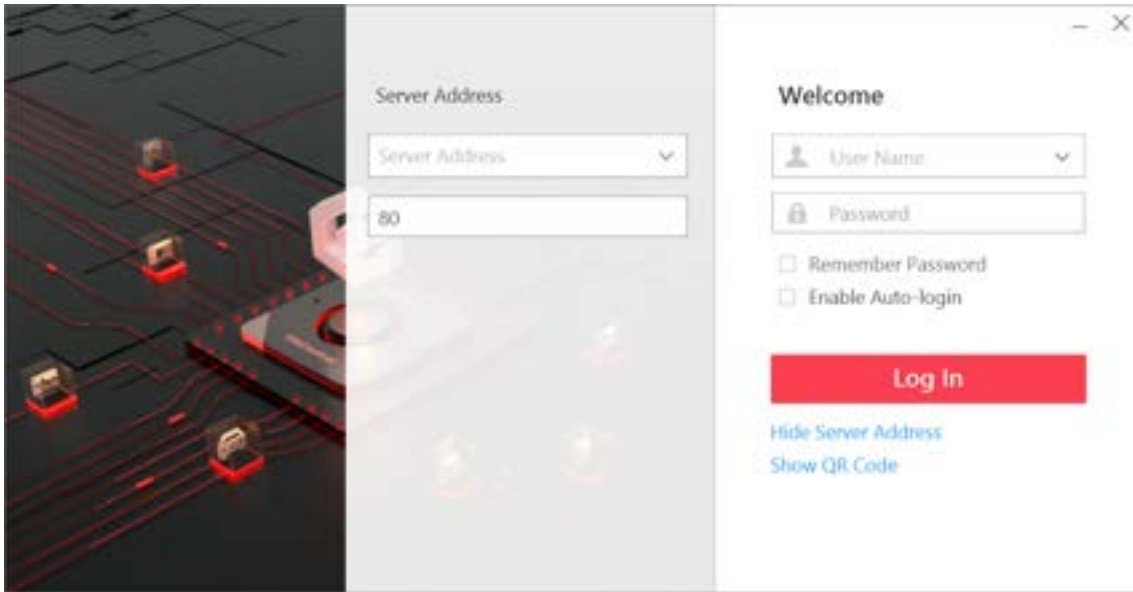 Server Address
Server Address
80
Welcome
User Name
Password
Remember Password
Enable Auto-login
Log In
Hide Server Address
Show QR Code